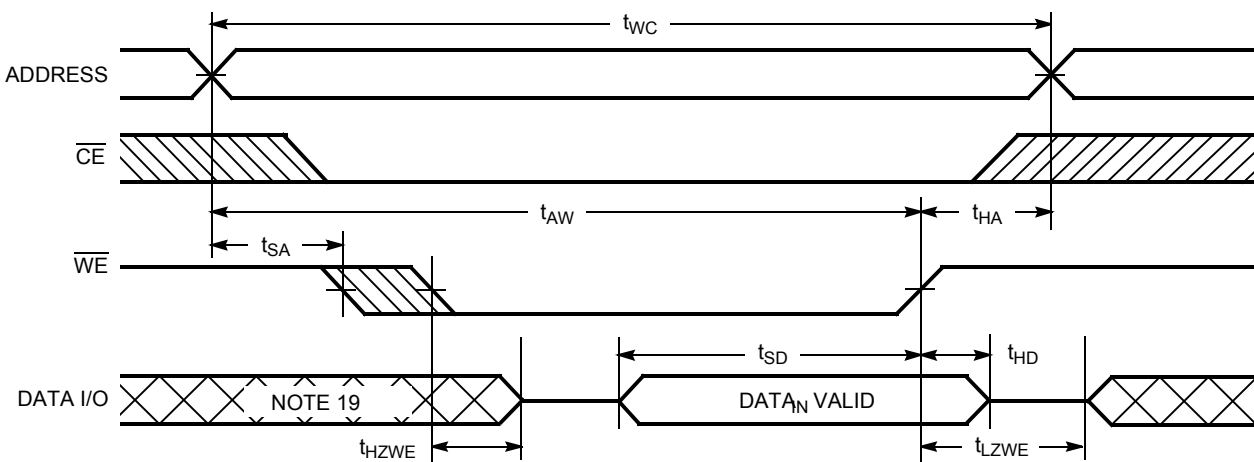 tWC
ADDRESS
CE
tAW
tHA
tSA
WE
tSD
tHD
DATA I/O
NOTE 19
DATAIN VALID
tHZWE
tLZWE